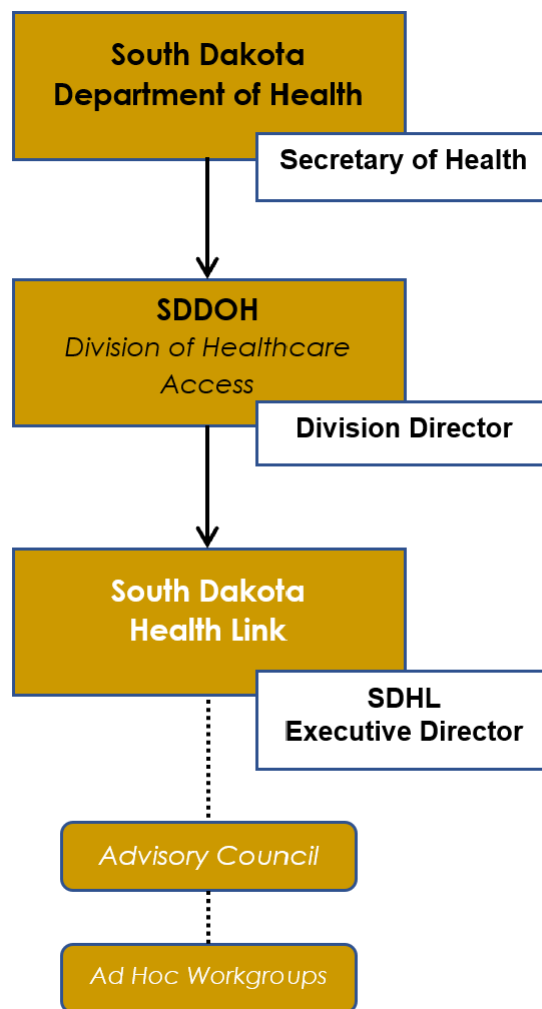 South Dakota
Department of Health
Secretary of Health
SDDOH
Division of Healthcare
Access
Division Director
South Dakota
Health Link
SDHL
Executive Director
Advisory Council
Ad Hoc Workgroups